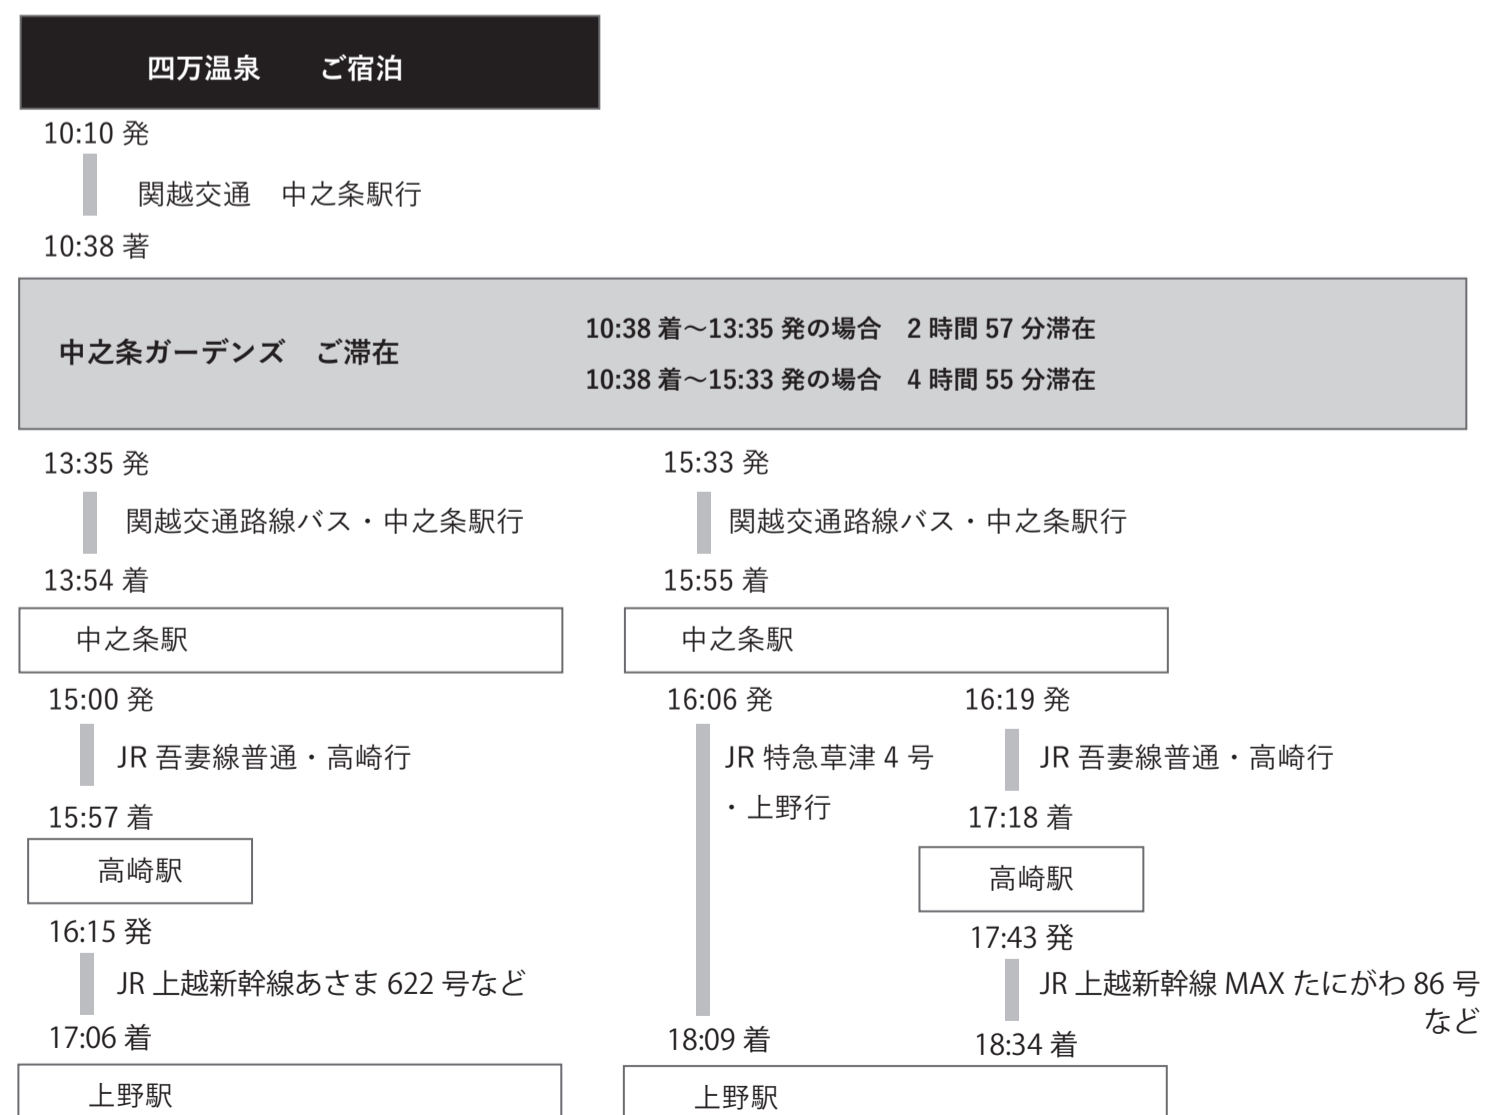 四万温泉　　ご宿泊
10:10 発
関越交通　中之条駅行
10:38 著
中之条ガーデンズ　ご滞在
10:38 着～13:35 発の場合　2 時間 57 分滞在
10:38 着～15:33 発の場合　4 時間 55 分滞在
13:35 発
関越交通路線バス・中之条駅行
13:54 着
中之条駅
15:00 発
JR 吾妻線普通・高崎行
15:57 着
高崎駅
16:15 発
JR 上越新幹線あさま 622 号など
17:06 着
上野駅
15:33 発
関越交通路線バス・中之条駅行
15:55 着
中之条駅
16:06 発
JR 特急草津 4 号
・上野行
18:09 着
16:19 発
JR 吾妻線普通・高崎行
17:18 着
高崎駅
17:43 発
JR 上越新幹線 MAX たにがわ 86 号
など
18:34 着
上野駅